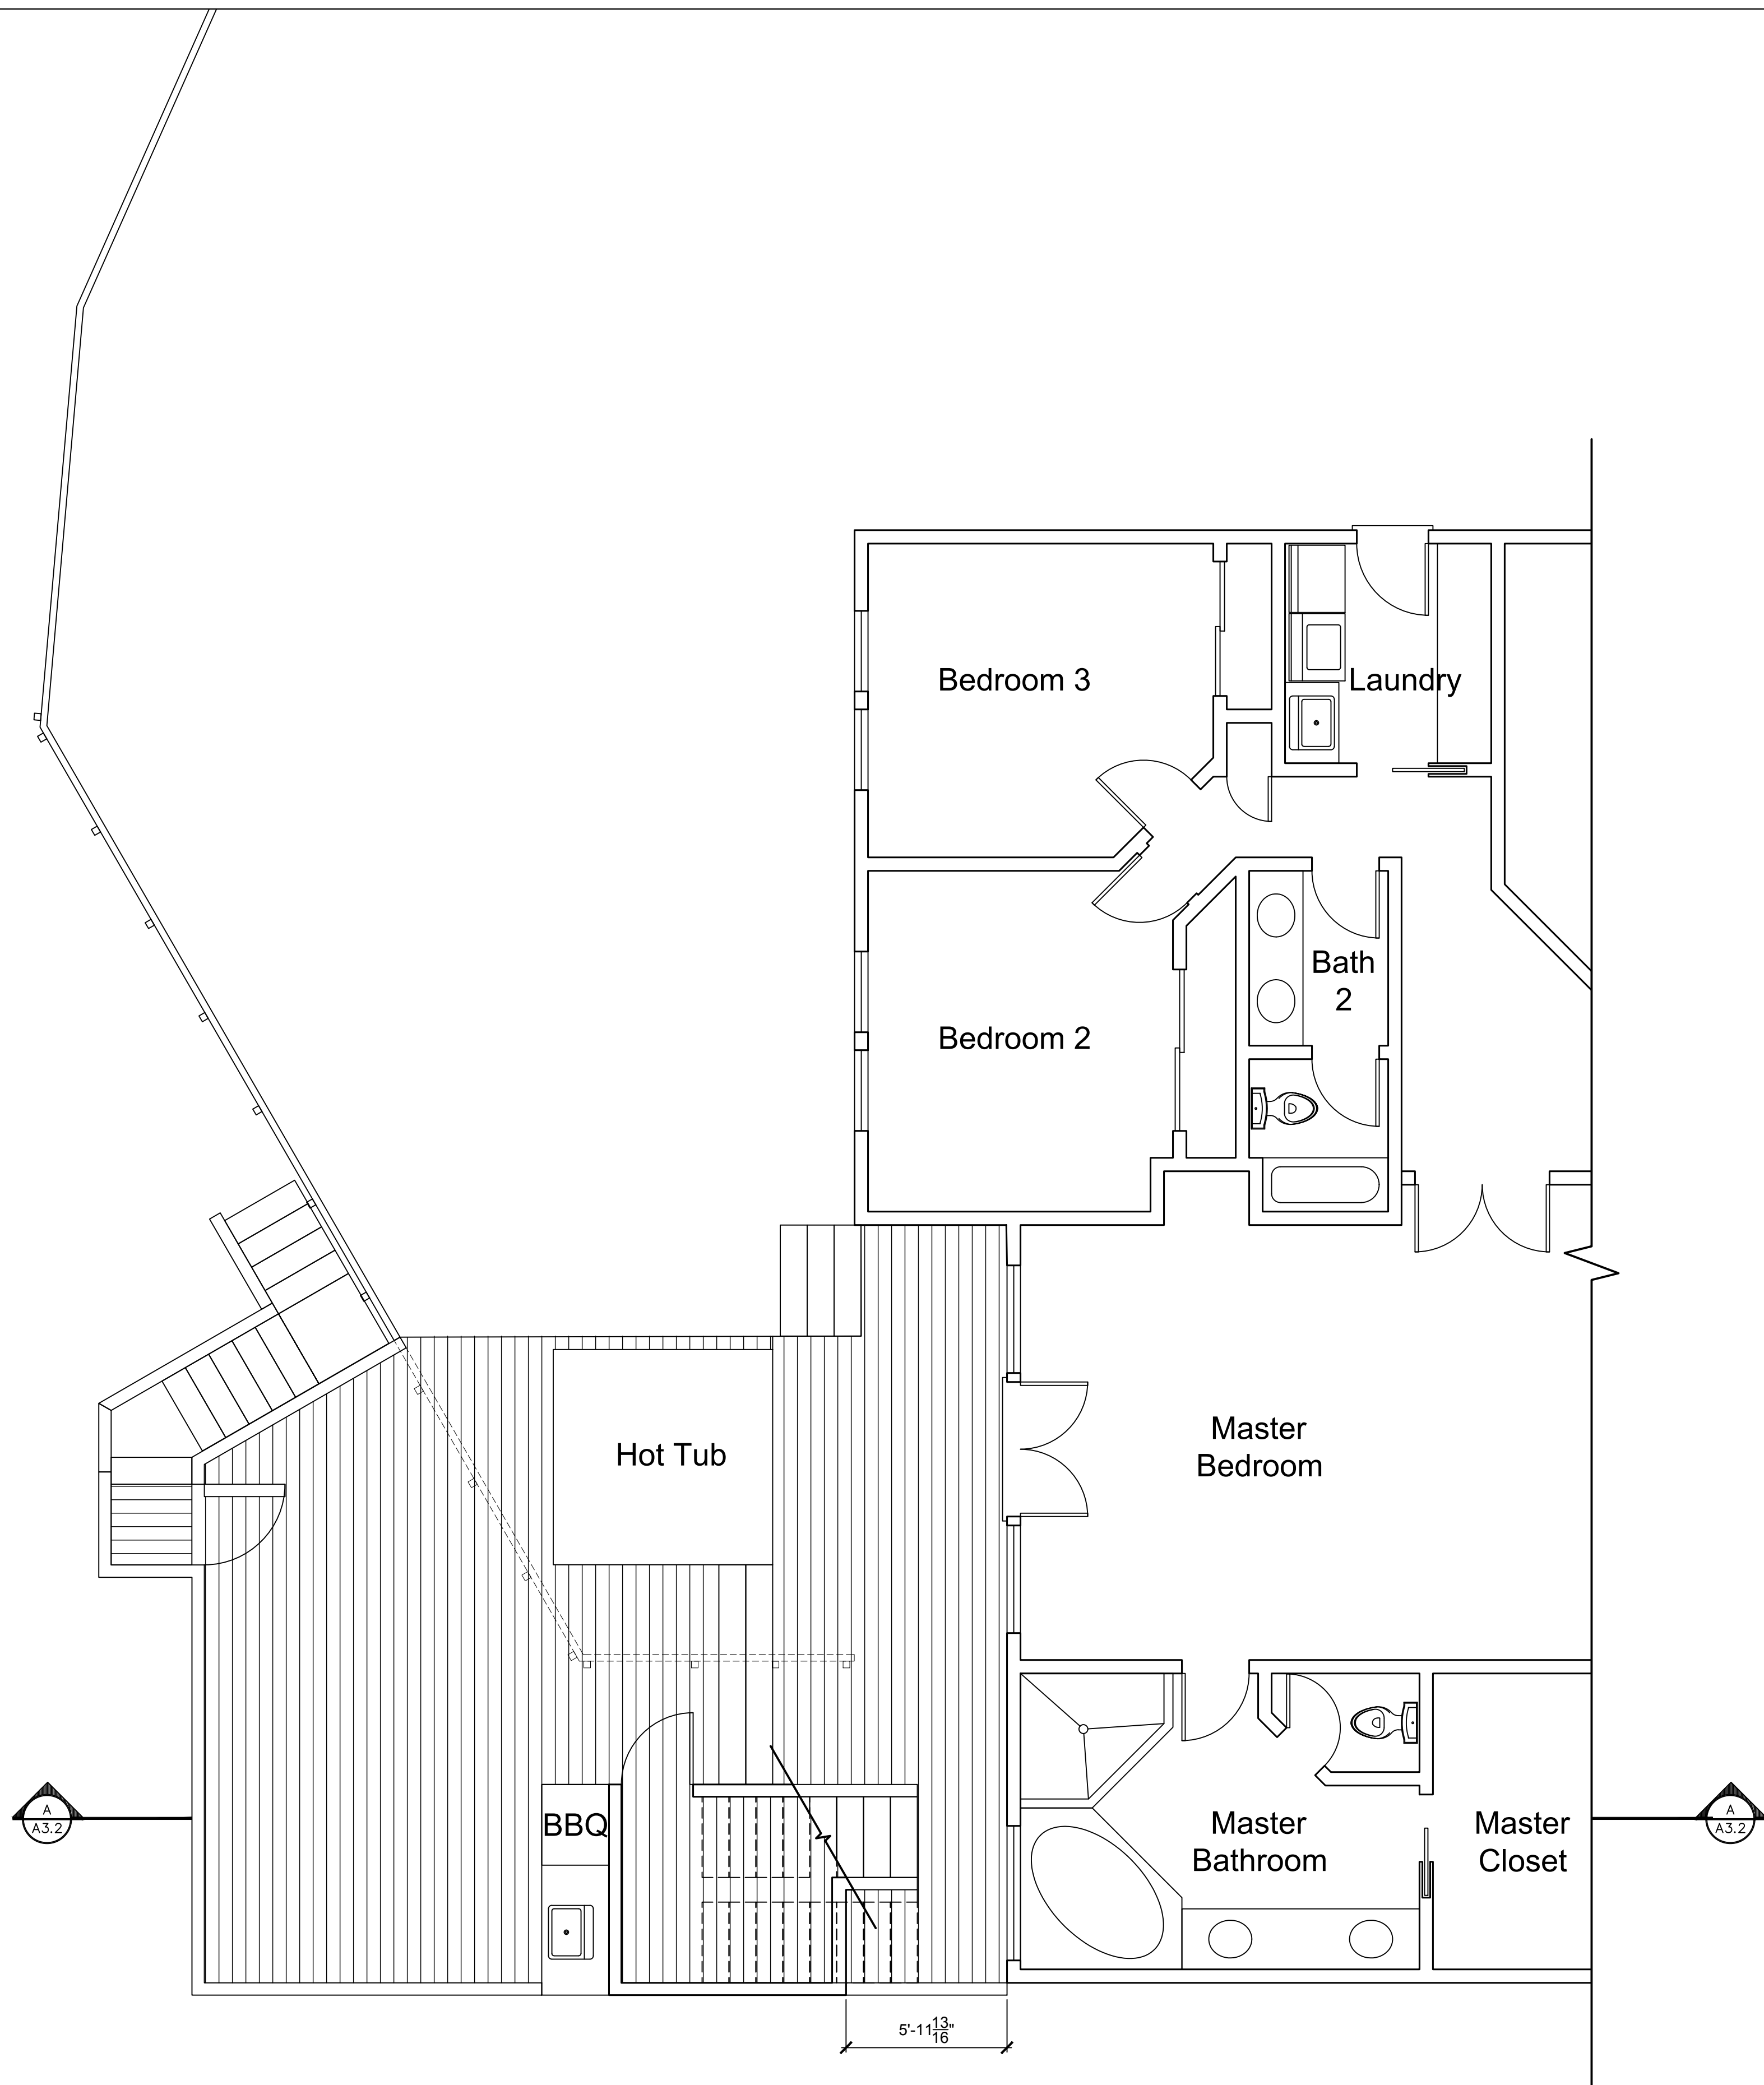 Bedroom 3
Laundry
Bath
2
Bedroom 2
Master
Bedroom
Hot Tub
A
A3.2
BBQ
Master
Bathroom
Master
Closet
A
A3.2
5'-11 13/16"